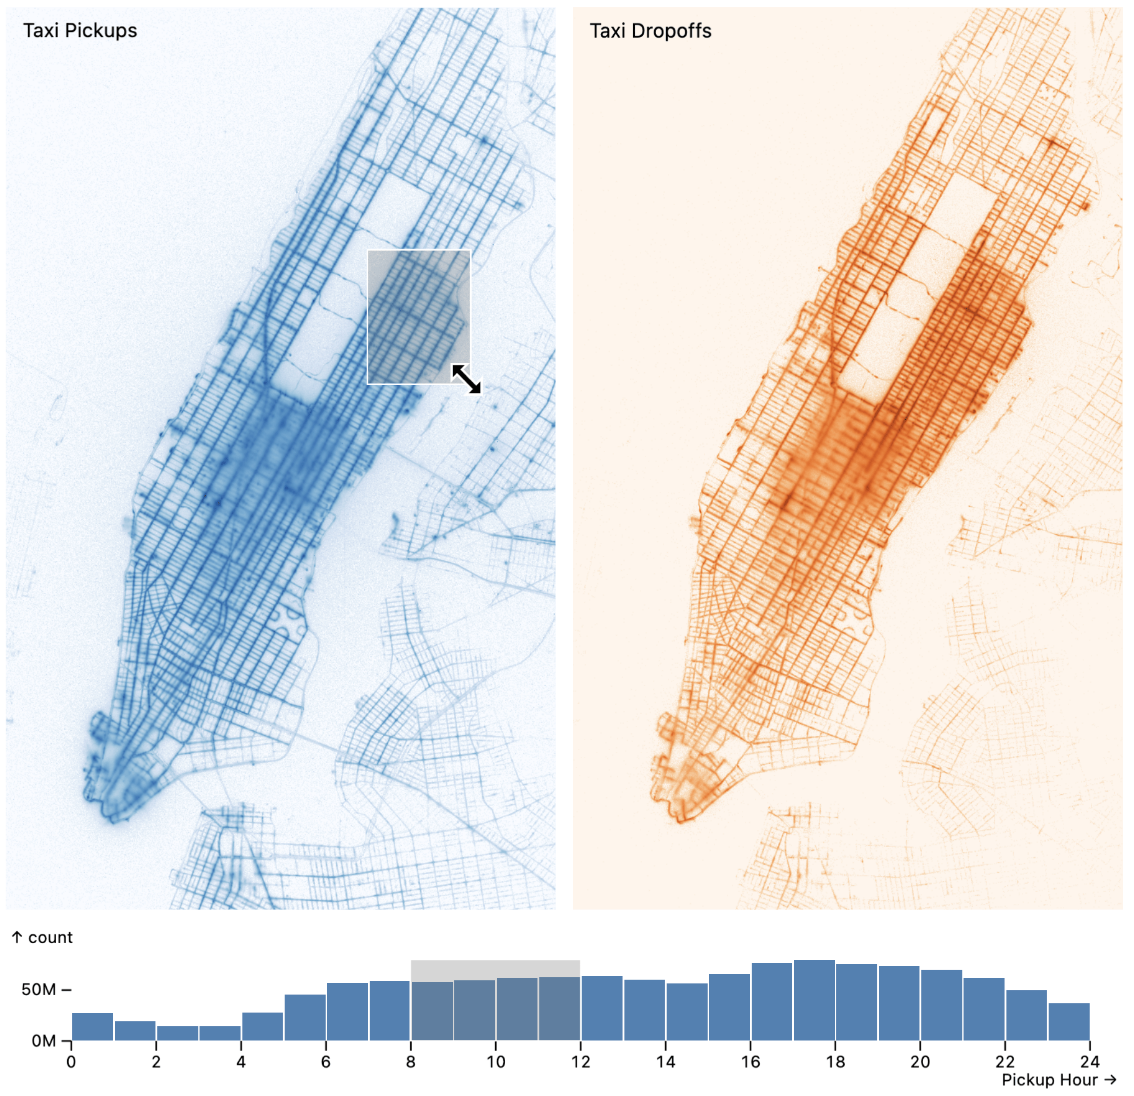 Taxi Pickups
Taxi Dropoffs
↑ count
50M
0M
0 2 4 6 8 10 12 14 16 18 20 22 24
Pickup Hour →